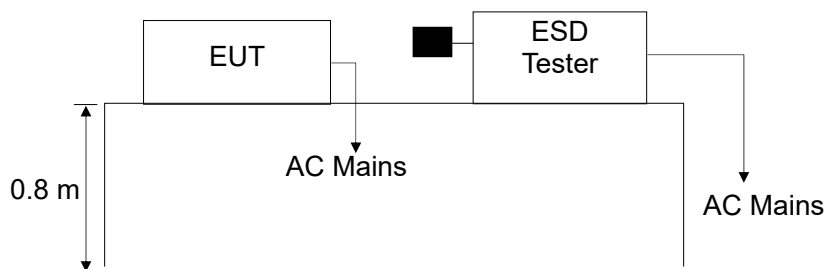 EUT
ESD
Tester
AC Mains
0.8 m
AC Mains